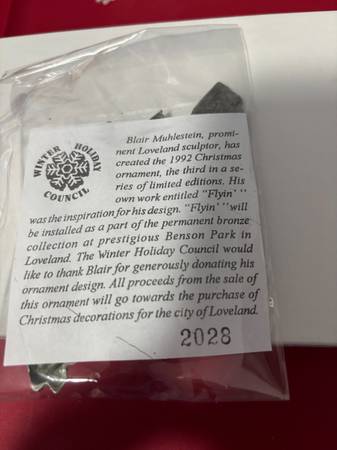 WINTER HOLIDAY
COUNCIL
Blair Muhlestein, promi-
nent Loveland sculptor, has
created the 1992 Christmas
ornament, the third in a se-
ries of limited editions. His
own work entitled "Flyin' "
was the inspiration for his design. "Flyin' "will
be installed as a part of the permanent bronze
collection at prestigious Benson Park in
Loveland. The Winter Holiday Council would
like to thank Blair for generously donating his
ornament design. All proceeds from the sale of
this ornament will go towards the purchase of
Christmas decorations for the city of Loveland.
2028